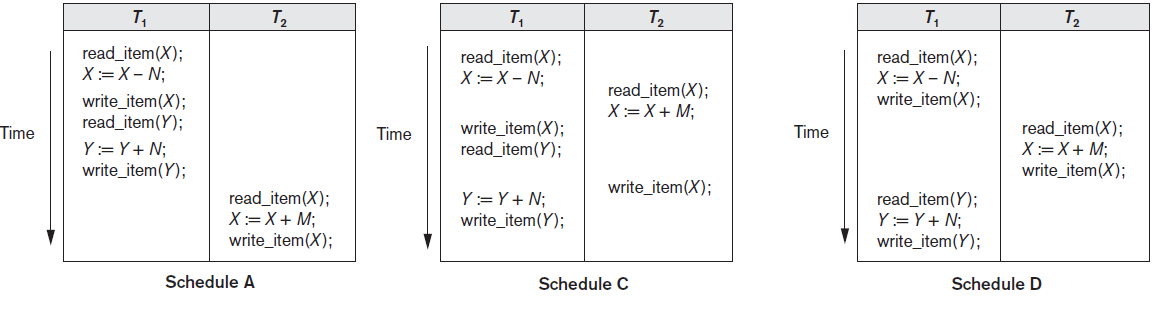 T1 T2
read_item(X);
X := X – N;
write_item(X);
read_item(Y);
Time
Y := Y + N;
write_item(Y);
read_item(X);
X := X + M;
write_item(X);
Schedule A
T1 T2
read_item(X);
X := X – N;
read_item(X);
X := X + M;
Time
write_item(X);
read_item(Y);
write_item(X);
Y := Y + N;
write_item(Y);
Schedule C
T1 T2
read_item(X);
X := X – N;
write_item(X);
Time
read_item(X);
X := X + M;
write_item(X);
read_item(Y);
Y := Y + N;
write_item(Y);
Schedule D